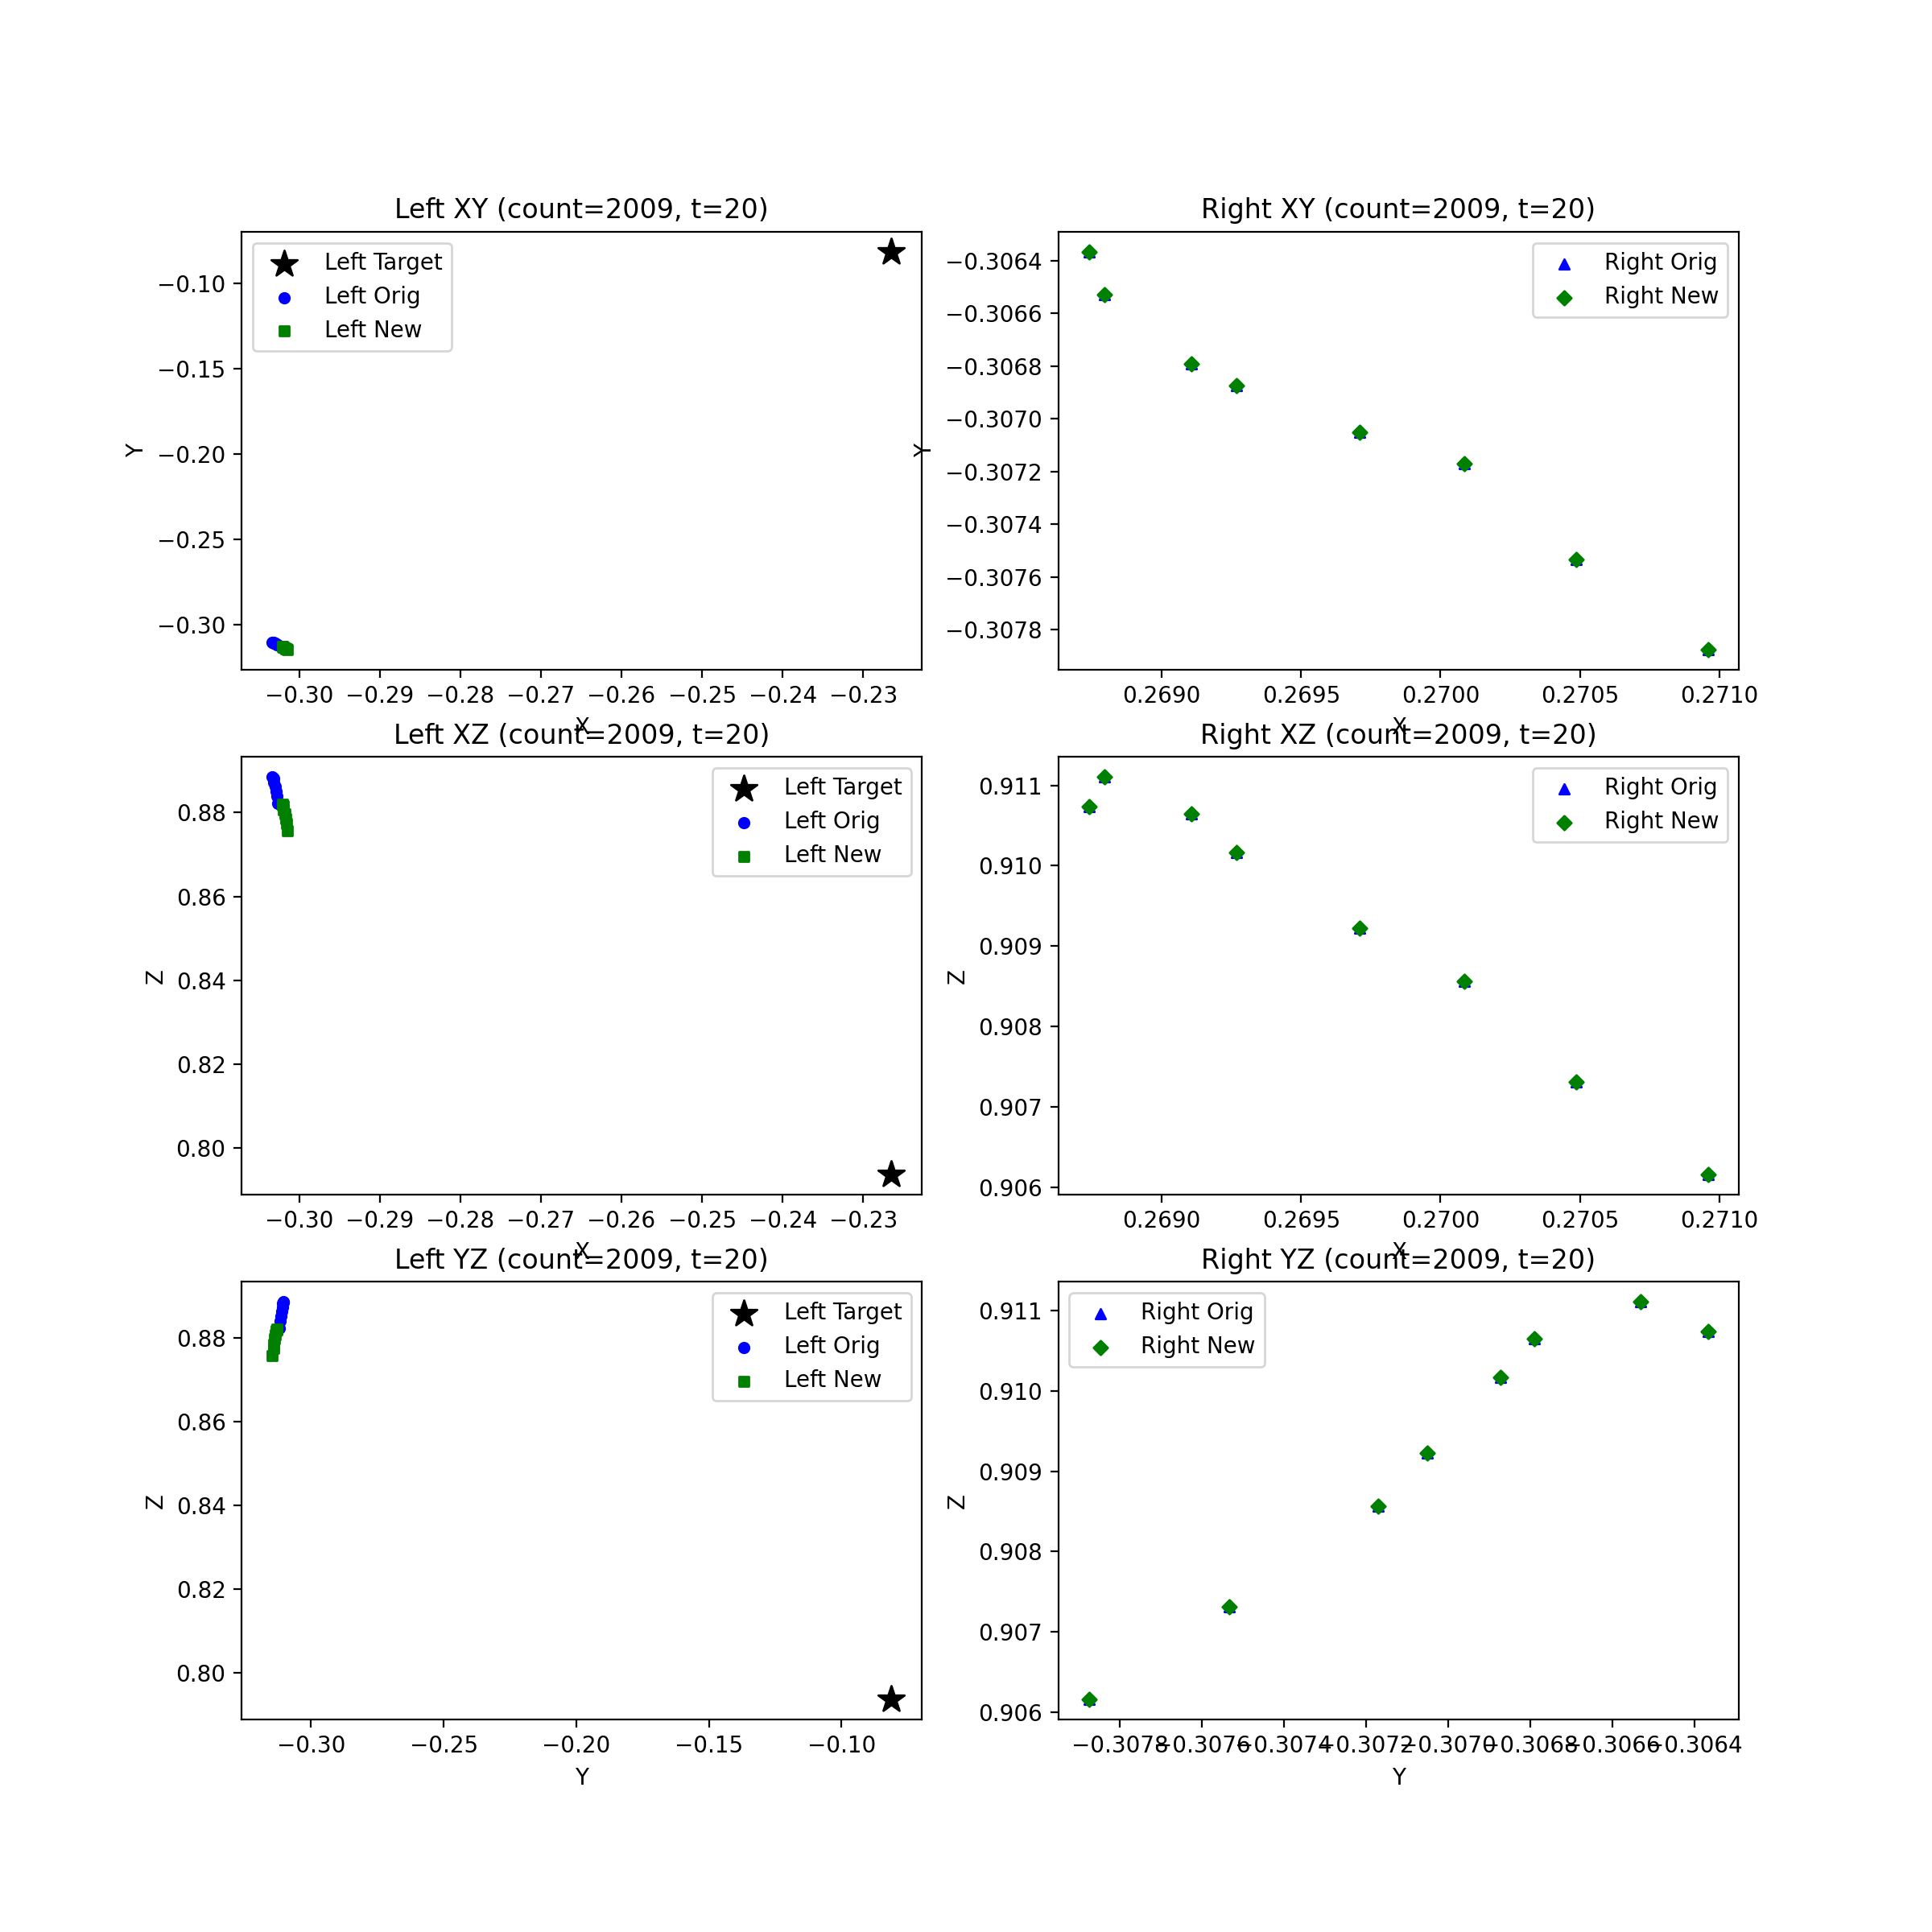 Left XY (count=2009, t=20)
Left Target
Left Orig
Left New
−0.10
−0.15
−0.20
−0.25
−0.30
Y
−0.30 −0.29 −0.28 −0.27 −0.26 −0.25 −0.24 −0.23
X
Right XY (count=2009, t=20)
Right Orig
Right New
−0.3064
−0.3066
−0.3068
−0.3070
−0.3072
−0.3074
−0.3076
−0.3078
Y
0.2690 0.2695 0.2700 0.2705 0.2710
X
Left XZ (count=2009, t=20)
Left Target
Left Orig
Left New
0.88
0.86
0.84
0.82
0.80
Z
−0.30 −0.29 −0.28 −0.27 −0.26 −0.25 −0.24 −0.23
X
Right XZ (count=2009, t=20)
Right Orig
Right New
0.911
0.910
0.909
0.908
0.907
0.906
Z
0.2690 0.2695 0.2700 0.2705 0.2710
X
Left YZ (count=2009, t=20)
Left Target
Left Orig
Left New
0.88
0.86
0.84
0.82
0.80
Z
−0.30 −0.25 −0.20 −0.15 −0.10
Y
Right YZ (count=2009, t=20)
Right Orig
Right New
0.911
0.910
0.909
0.908
0.907
0.906
Z
−0.3078 −0.3076 −0.3074 −0.3072 −0.3070 −0.3068 −0.3066 −0.3064
Y